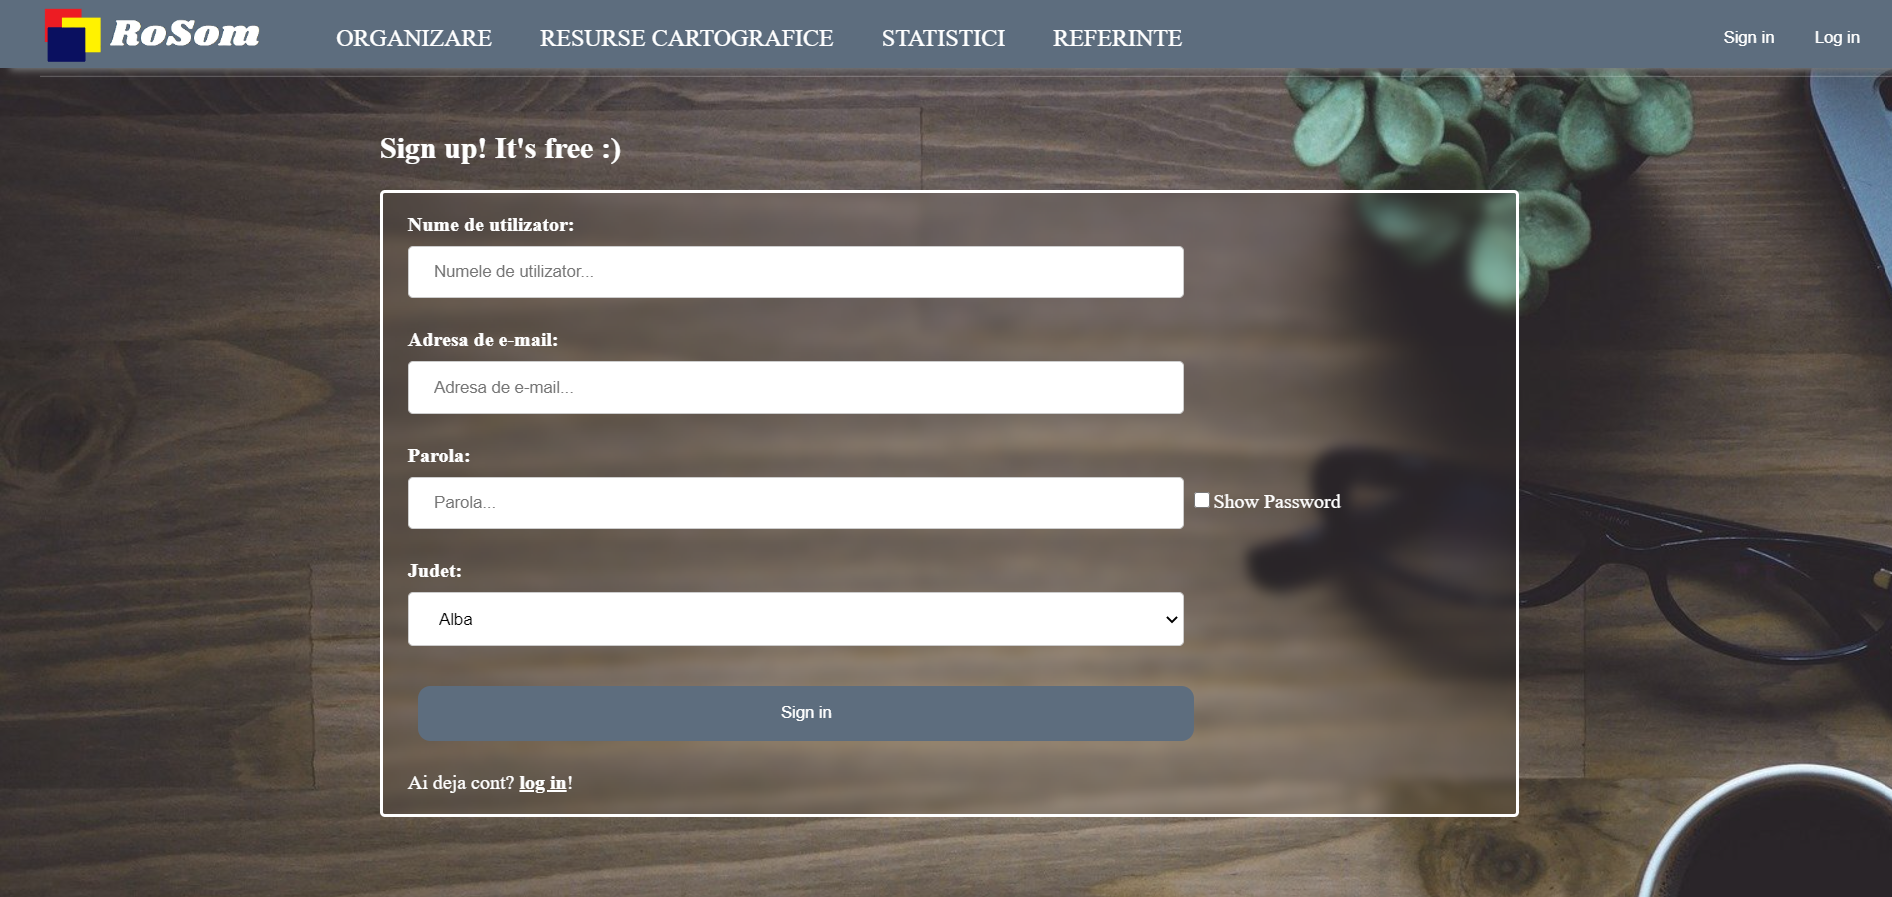 RoSom
ORGANIZARE
RESURSE CARTOGRAFICE
STATISTICI
REFERINTE
Sign in
Log in
Sign up! It's free :)
Nume de utilizator:
Numele de utilizator...
Adresa de e-mail:
Adresa de e-mail...
Parola:
Parola...
Show Password
Judet:
Alba
Sign in
Ai deja cont? log in!